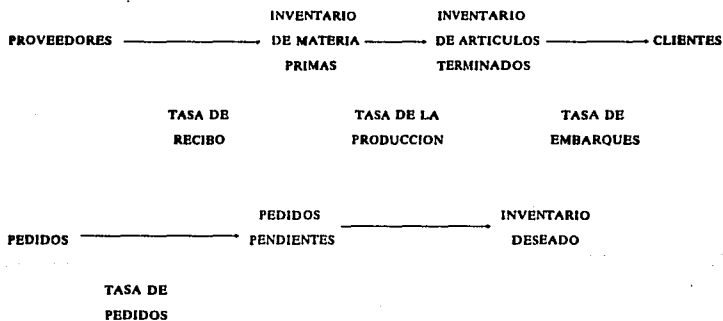 INVENTARIO INVENTARIO
PROVEEDORES DE MATERIA DE ARTICULOS CLIENTES
PRIMAS TERMINADOS
TASA DE TASA DE LA TASA DE
RECIBO PRODUCCION EMBARQUES
PEDIDOS INVENTARIO
PEDIDOS PENDIENTES DESEADO
TASA DE
PEDIDOS